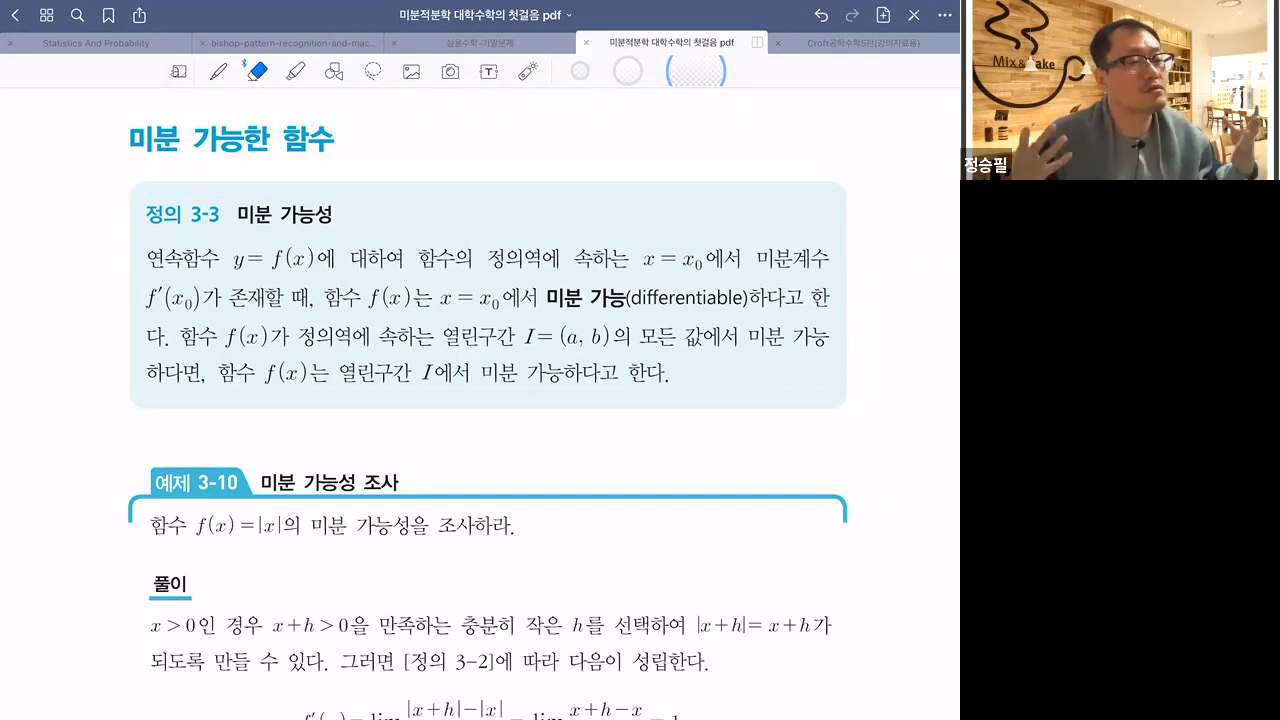 미분적분학 대학수학의 첫걸음 pdf
Statistics And Probability
bishop-pattern-recognition-and-mac...
실용수학-기말문제
미분적분학 대학수학의 첫걸음 pdf
Croft공학수학5판(강의자료용)
Mix & ake
정승필
미분 가능한 함수
정의 3-3 미분 가능성
연속함수 y = f(x)에 대하여 함수의 정의역에 속하는 x = x₀에서 미분계수
f′(x₀)가 존재할 때, 함수 f(x)는 x = x₀에서 미분 가능(differentiable)하다고 한
다. 함수 f(x)가 정의역에 속하는 열린구간 I = (a, b)의 모든 값에서 미분 가능
하다면, 함수 f(x)는 열린구간 I에서 미분 가능하다고 한다.
예제 3-10 미분 가능성 조사
함수 f(x) = |x|의 미분 가능성을 조사하라.
풀이
x > 0인 경우 x + h > 0을 만족하는 충분히 작은 h를 선택하여 |x + h| = x + h가
되도록 만들 수 있다. 그러면 [정의 3-2]에 따라 다음이 성립한다.
f′(x) = lim |x + h| − |x| = lim x + h − x = 1